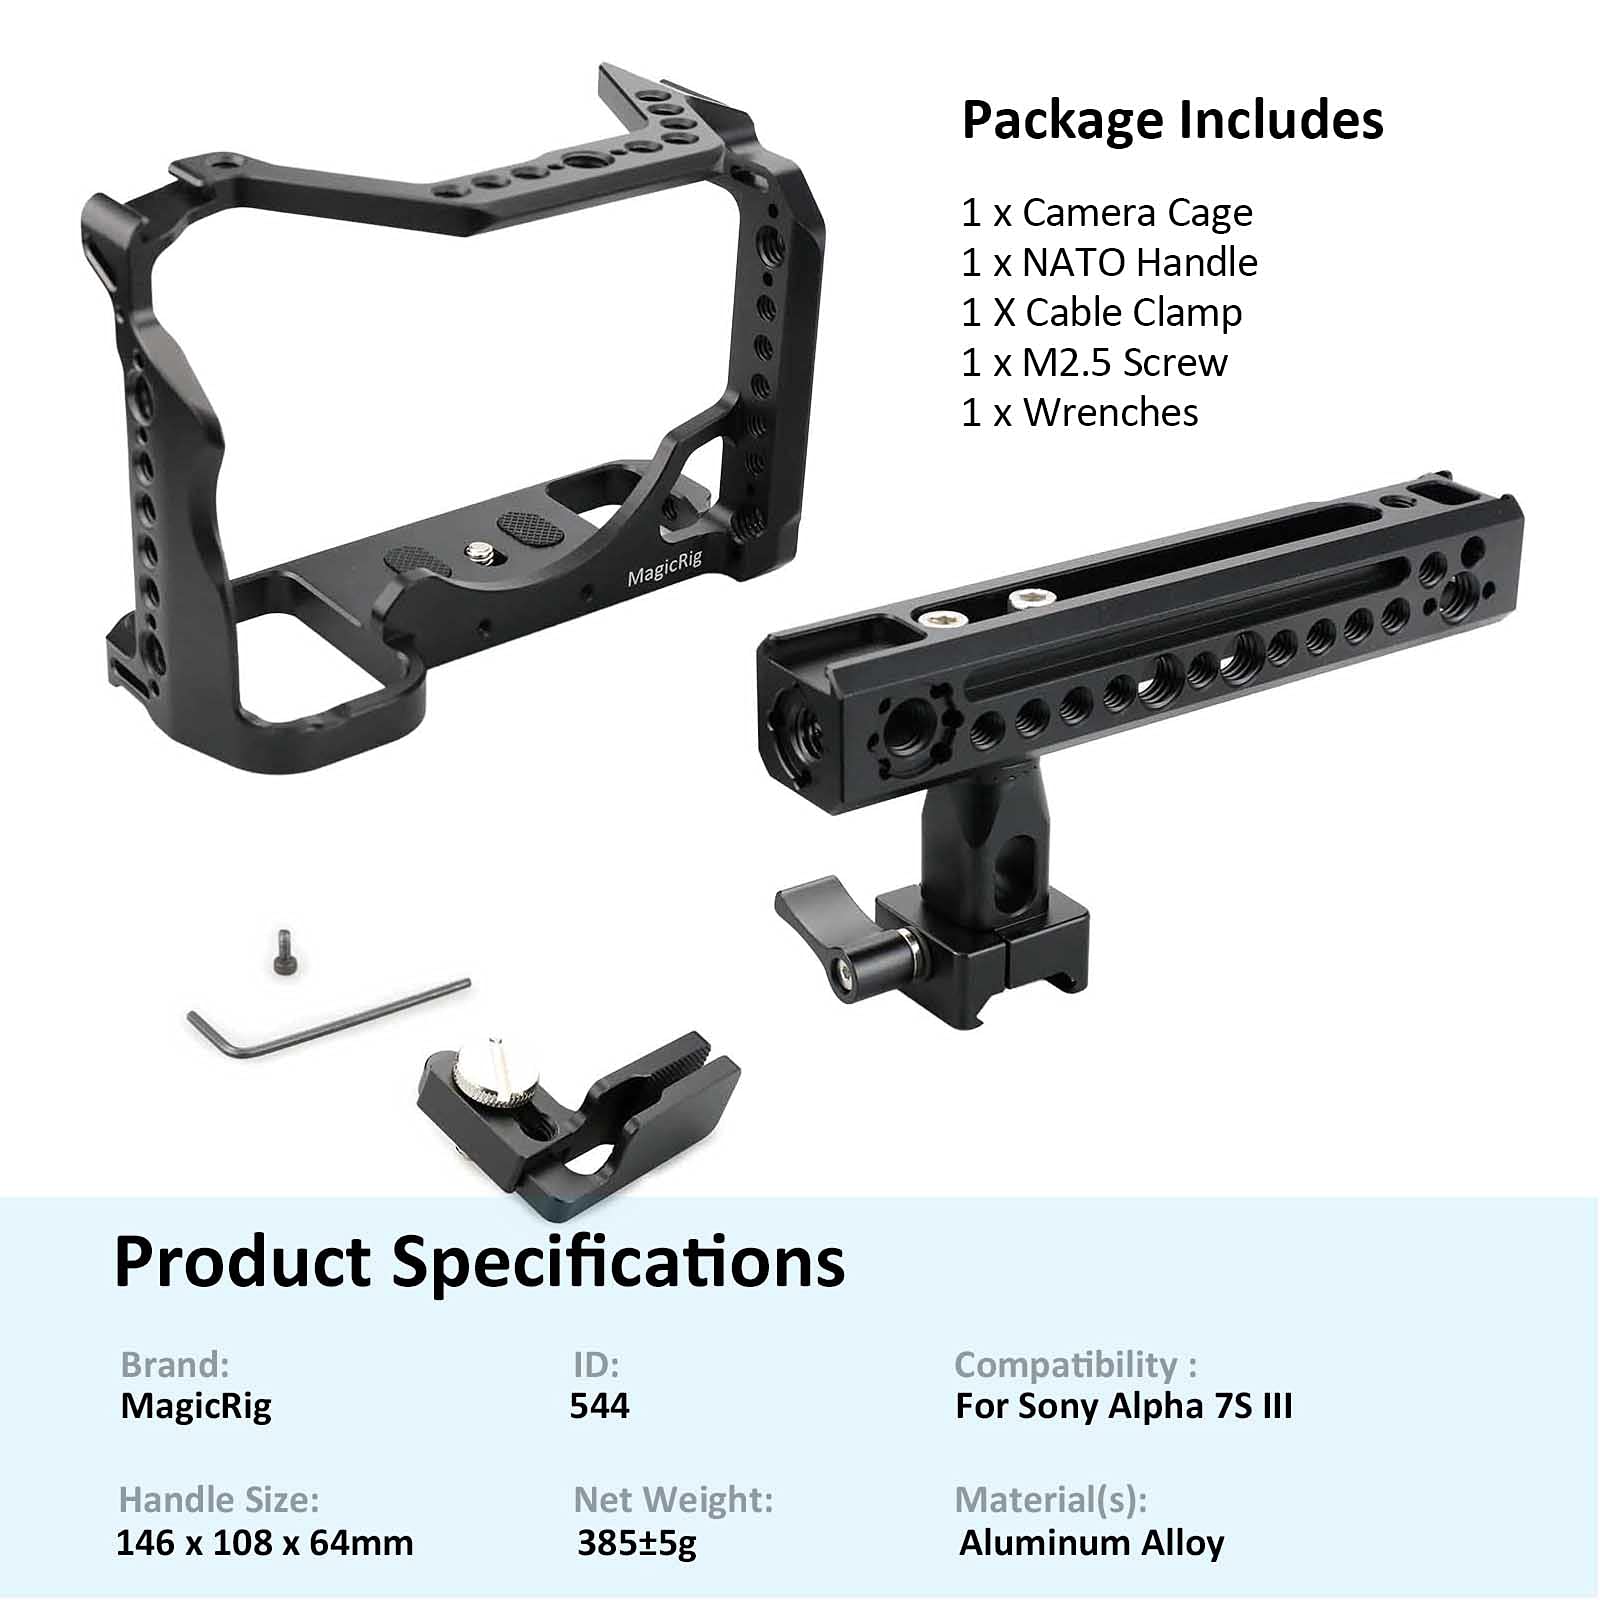 Package Includes
1 x Camera Cage
1 x NATO Handle
1 X Cable Clamp
1 x M2.5 Screw
1 x Wrenches
MagicRig
Product Specifications
Brand:
MagicRig
ID:
544
Compatibility :
For Sony Alpha 7S III
Handle Size:
146 x 108 x 64mm
Net Weight:
385±5g
Material(s):
Aluminum Alloy